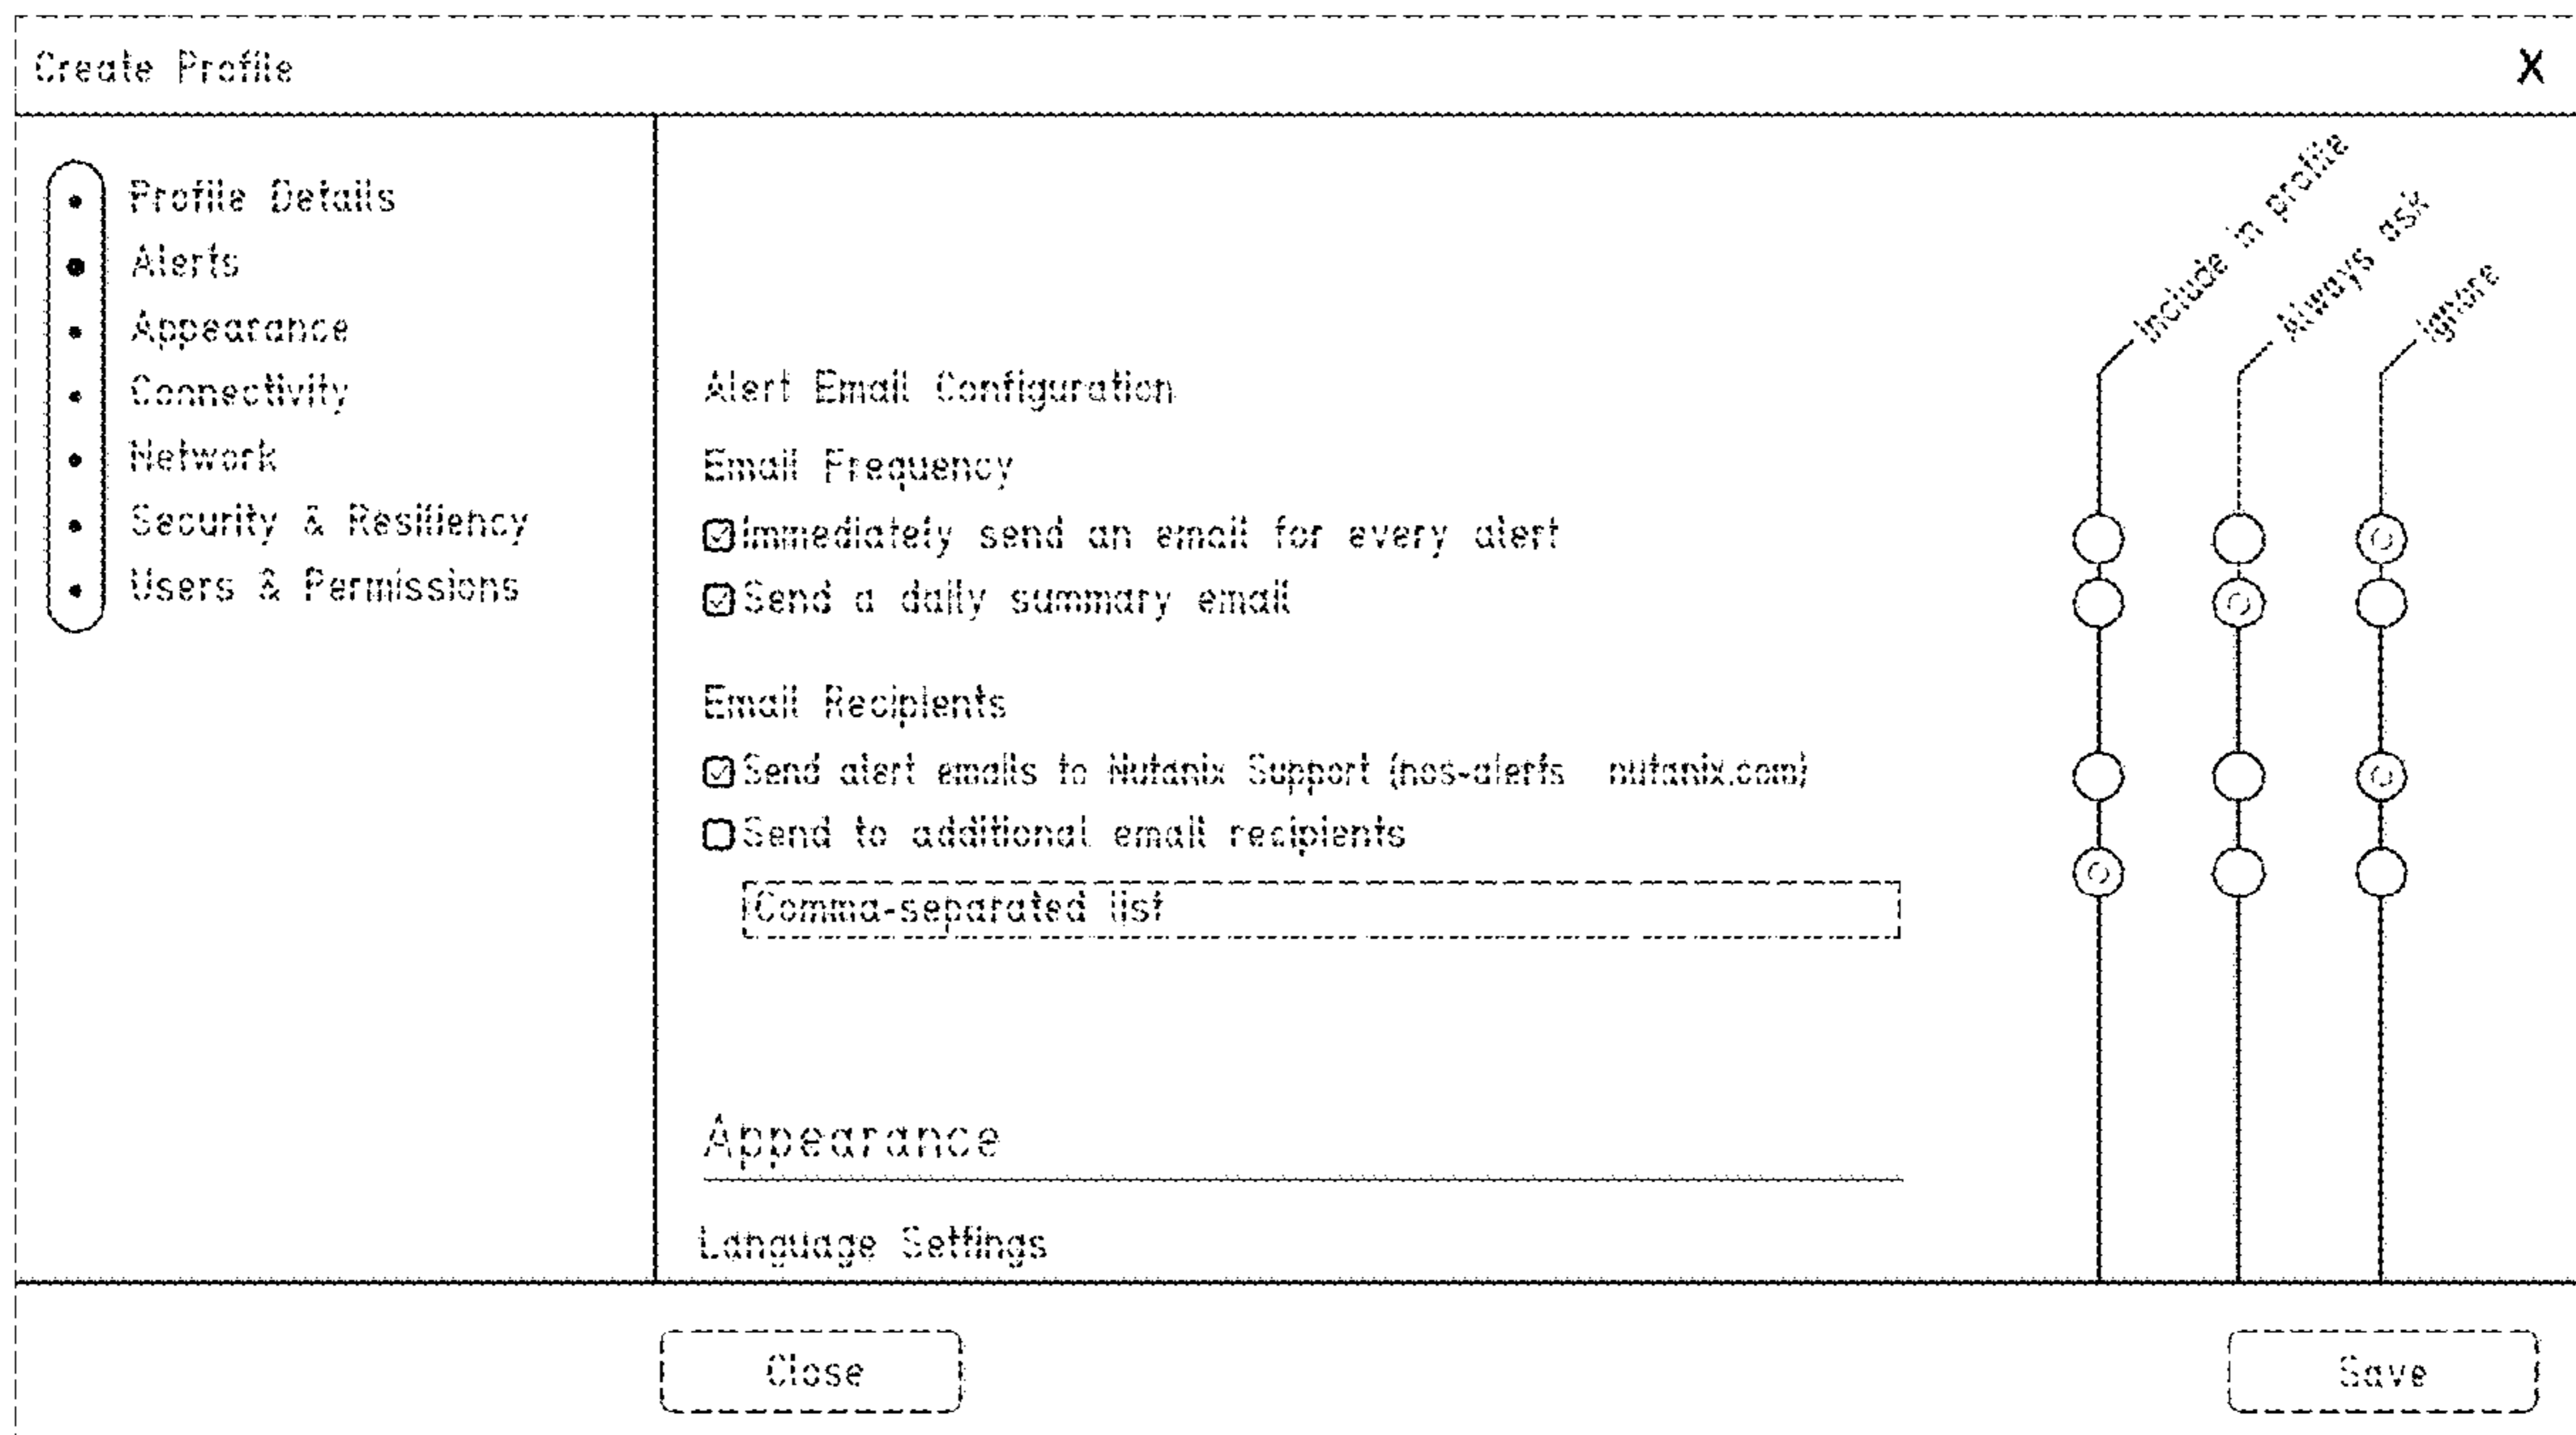 Create Profile X
Profile Details
Alerts
Appearance
Connectivity
Network
Security & Resiliency
Users & Permissions
Include in profile
Always ask
Ignore
Alert Email Configuration
Email Frequency
Immediately send an email for every alert
Send a daily summary email
Email Recipients
Send alert emails to Nutanix Support (nos-alerts nutanix.com)
Send to additional email recipients
Comma-separated list
Appearance
Language Settings
Close
Save